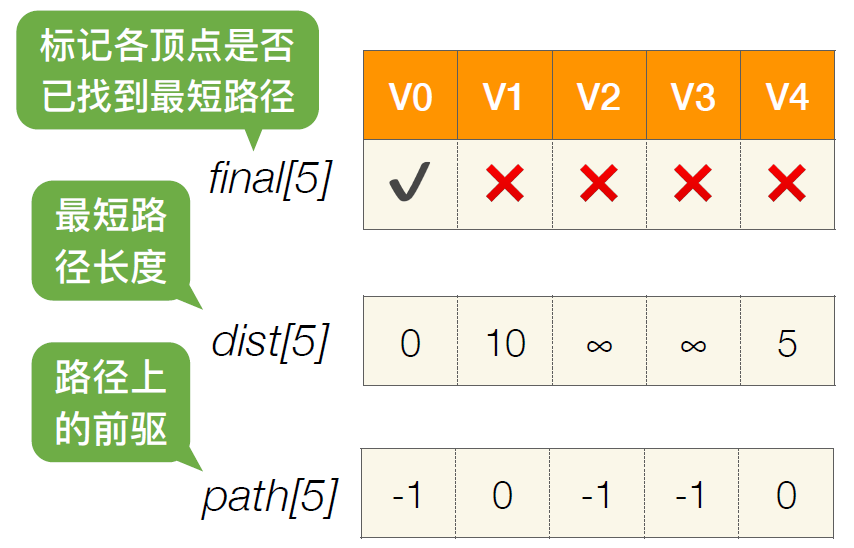 标记各顶点是否
已找到最短路径
V0 V1 V2 V3 V4
final[5] ✔ ✖ ✖ ✖ ✖
最短路
径长度
dist[5] 0 10 ∞ ∞ 5
路径上
的前驱
path[5] -1 0 -1 -1 0